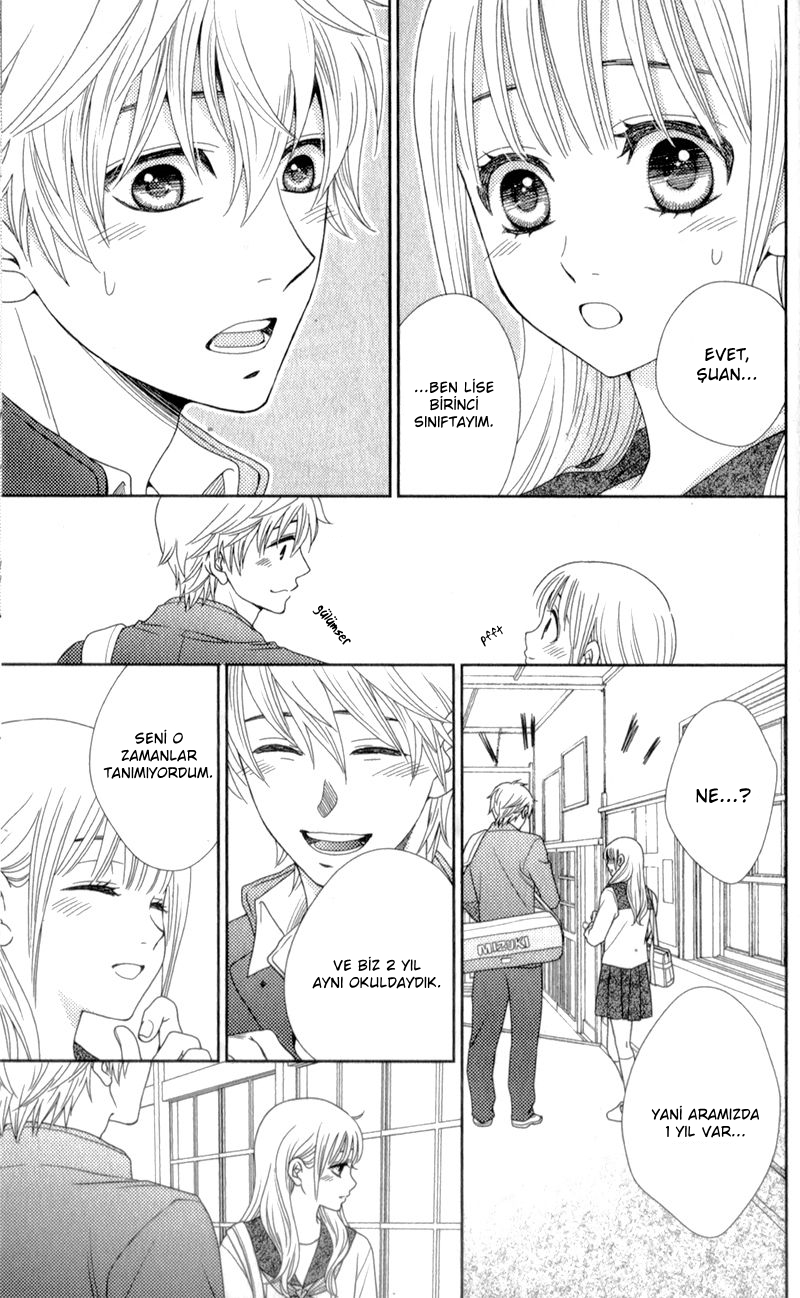 EVET,
ŞUAN...
...BEN LİSE
BİRİNCİ
SINIFTAYIM.
pfft
gülümser
NE...?
MIZUKI
YANİ ARAMIZDA
1 YIL VAR...
VE BİZ 2 YIL
AYNI OKULDAYDIK.
SENİ O
ZAMANLAR
TANIMIYORDUM.